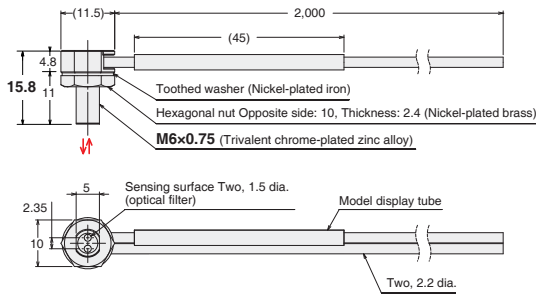 (11.5)
2,000
(45)
4.8
15.8
11
Toothed washer (Nickel-plated iron)
Hexagonal nut Opposite side: 10, Thickness: 2.4 (Nickel-plated brass)
M6×0.75 (Trivalent chrome-plated zinc alloy)
5
Sensing surface Two, 1.5 dia.
(optical filter)
2.35
Model display tube
10
Two, 2.2 dia.